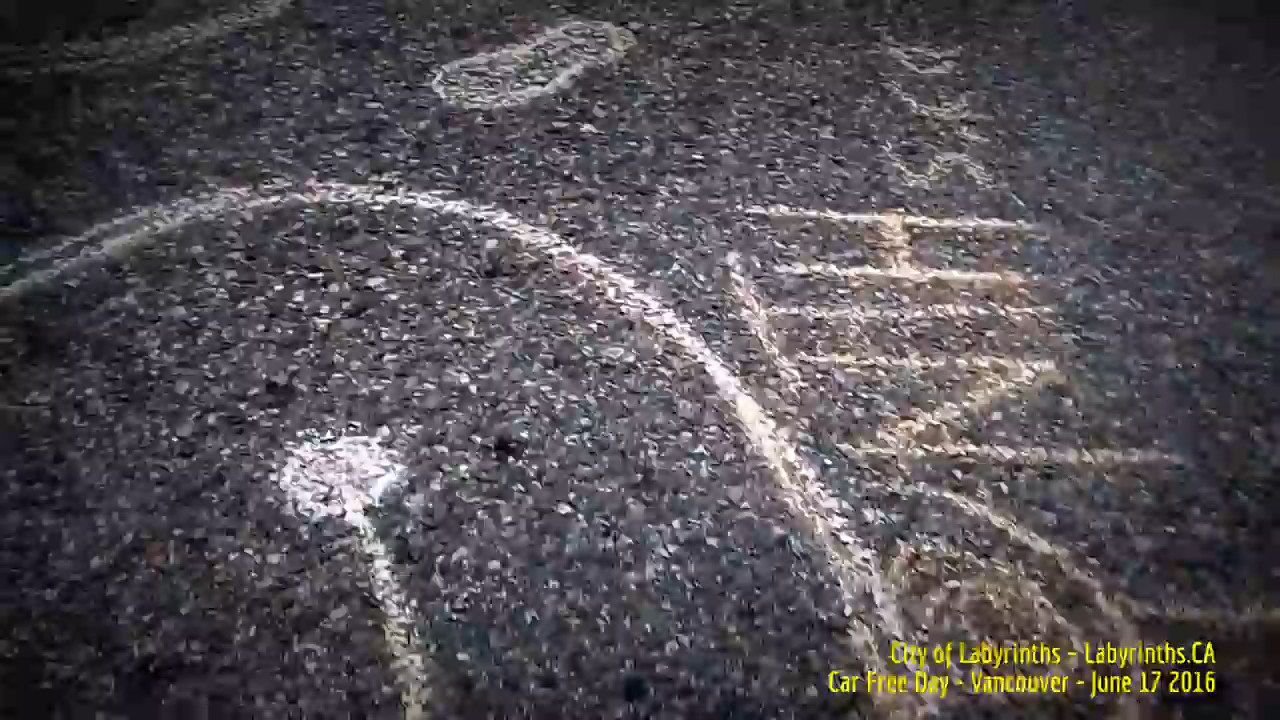 City of Labyrinths - Labyrinths.CA
Car Free Day - Vancouver - June 17 2016